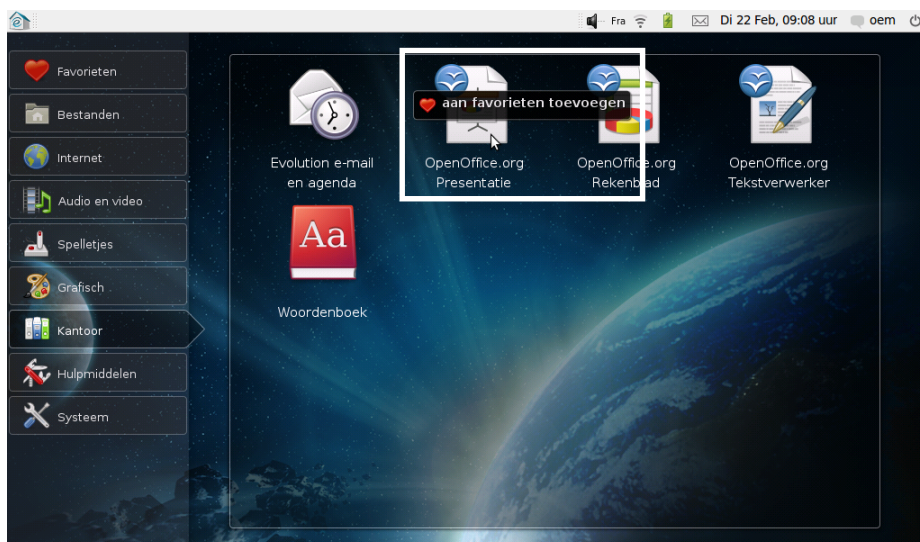 Fra
Di 22 Feb, 09:08 uur
oem
Favorieten
Bestanden
Internet
Audio en video
Spelletjes
Grafisch
Kantoor
Hulpmiddelen
Systeem
aan favorieten toevoegen
Evolution e-mail
en agenda
OpenOffice.org
Presentatie
OpenOffice.org
Rekenblad
OpenOffice.org
Tekstverwerker
Aa
Woordenboek